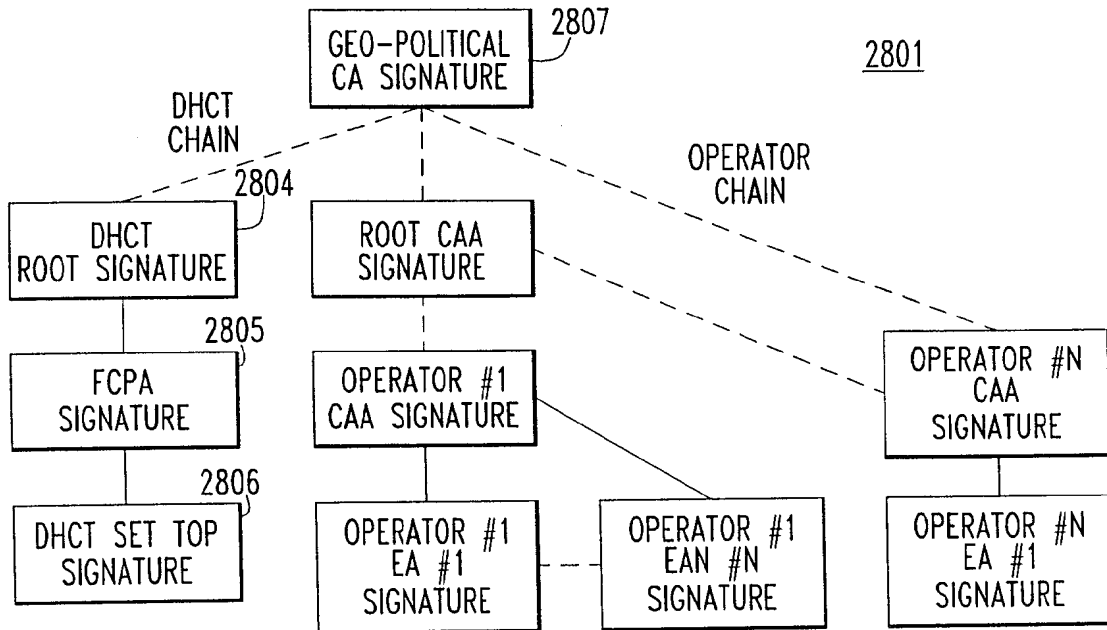 GEO-POLITICAL
CA SIGNATURE
2807
2801
DHCT
CHAIN
OPERATOR
CHAIN
2804
DHCT
ROOT SIGNATURE
ROOT CAA
SIGNATURE
2805
FCPA
SIGNATURE
OPERATOR #1
CAA SIGNATURE
OPERATOR #N
CAA
SIGNATURE
2806
DHCT SET TOP
SIGNATURE
OPERATOR #1
EA #1
SIGNATURE
OPERATOR #1
EAN #N
SIGNATURE
OPERATOR #N
EA #1
SIGNATURE